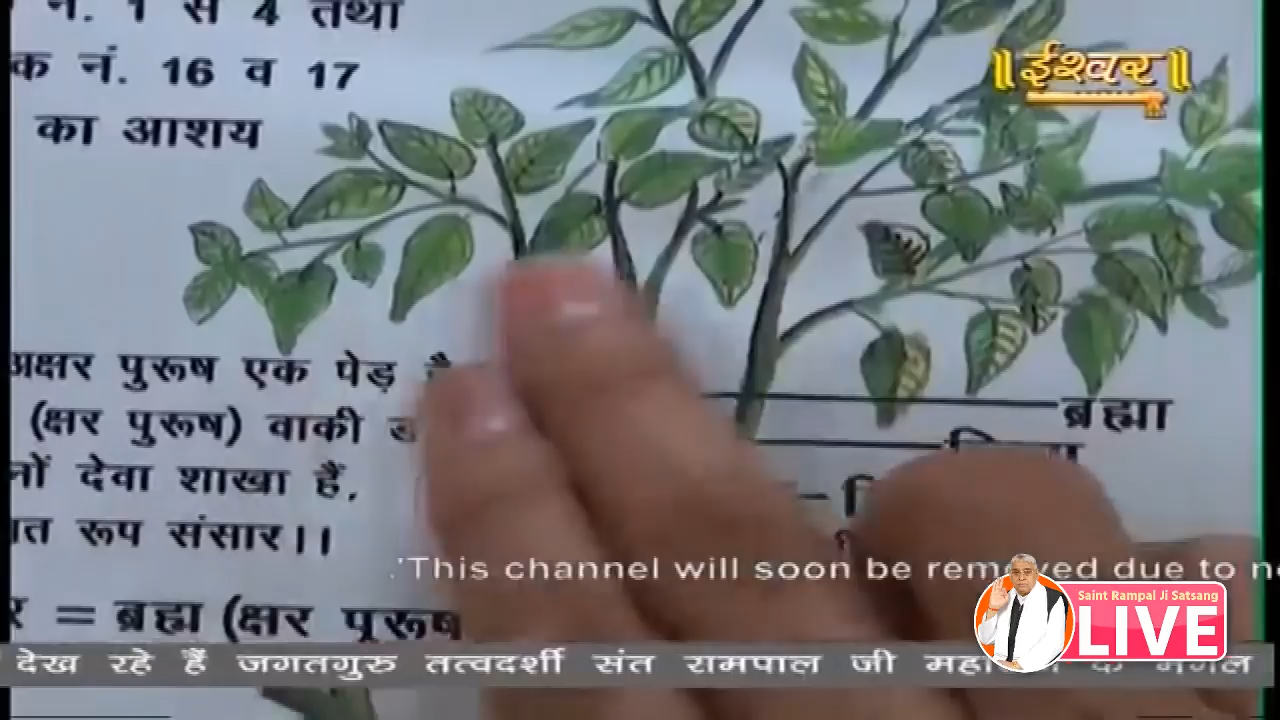 नं. 1 से 4 तथा
क नं. 16 व 17
का आशय
॥ईश्वर॥
अक्षर पुरूष एक पेड़
(क्षर पुरूष) वाकी
ब्रह्मा
नों देवा शाखा हैं,
त रूप संसार।।
.'This channel will soon be removed due to n
र = ब्रह्म (क्षर पुरूष
Saint Rampal Ji Satsang
LIVE
देख रहे हैं जगतगुरु तत्वदर्शी संत रामपाल जी के मंगल